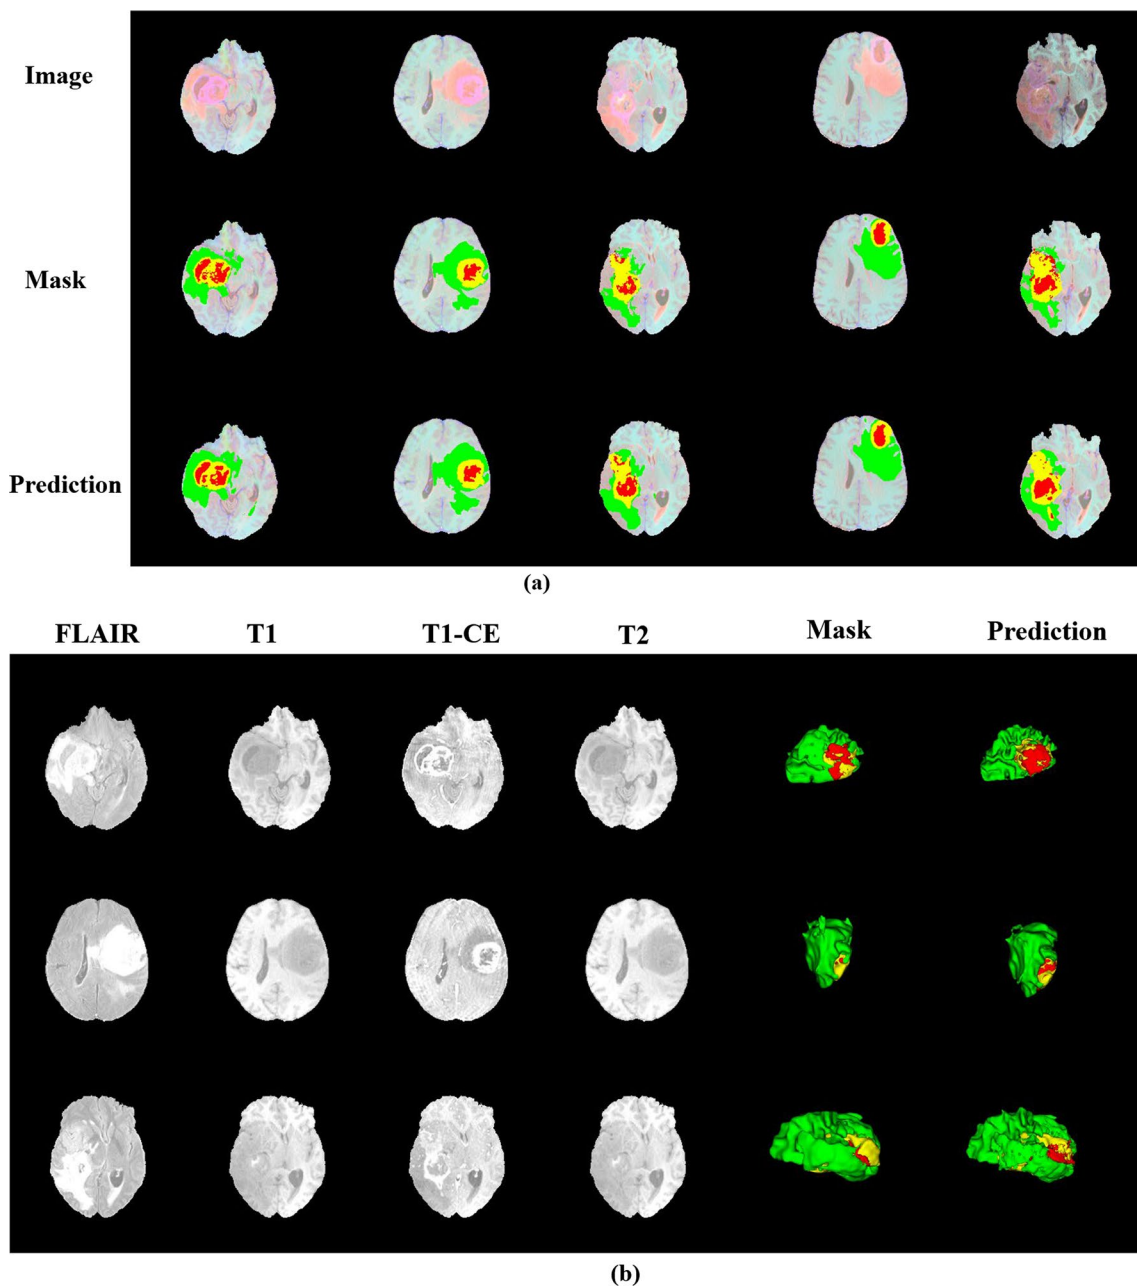 Image
Mask
Prediction
(a)
FLAIR T1 T1-CE T2 Mask Prediction
(b)